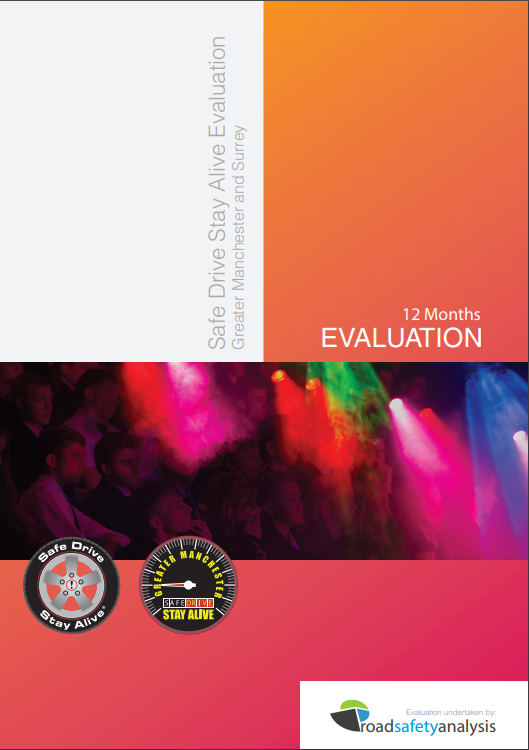 Safe Drive Stay Alive Evaluation
Greater Manchester and Surrey
12 Months
EVALUATION
Safe Drive
Stay Alive®
GREATER MANCHESTER
SAFE DRIVE
STAY ALIVE
Evaluation undertaken by:
roadsafetyanalysis